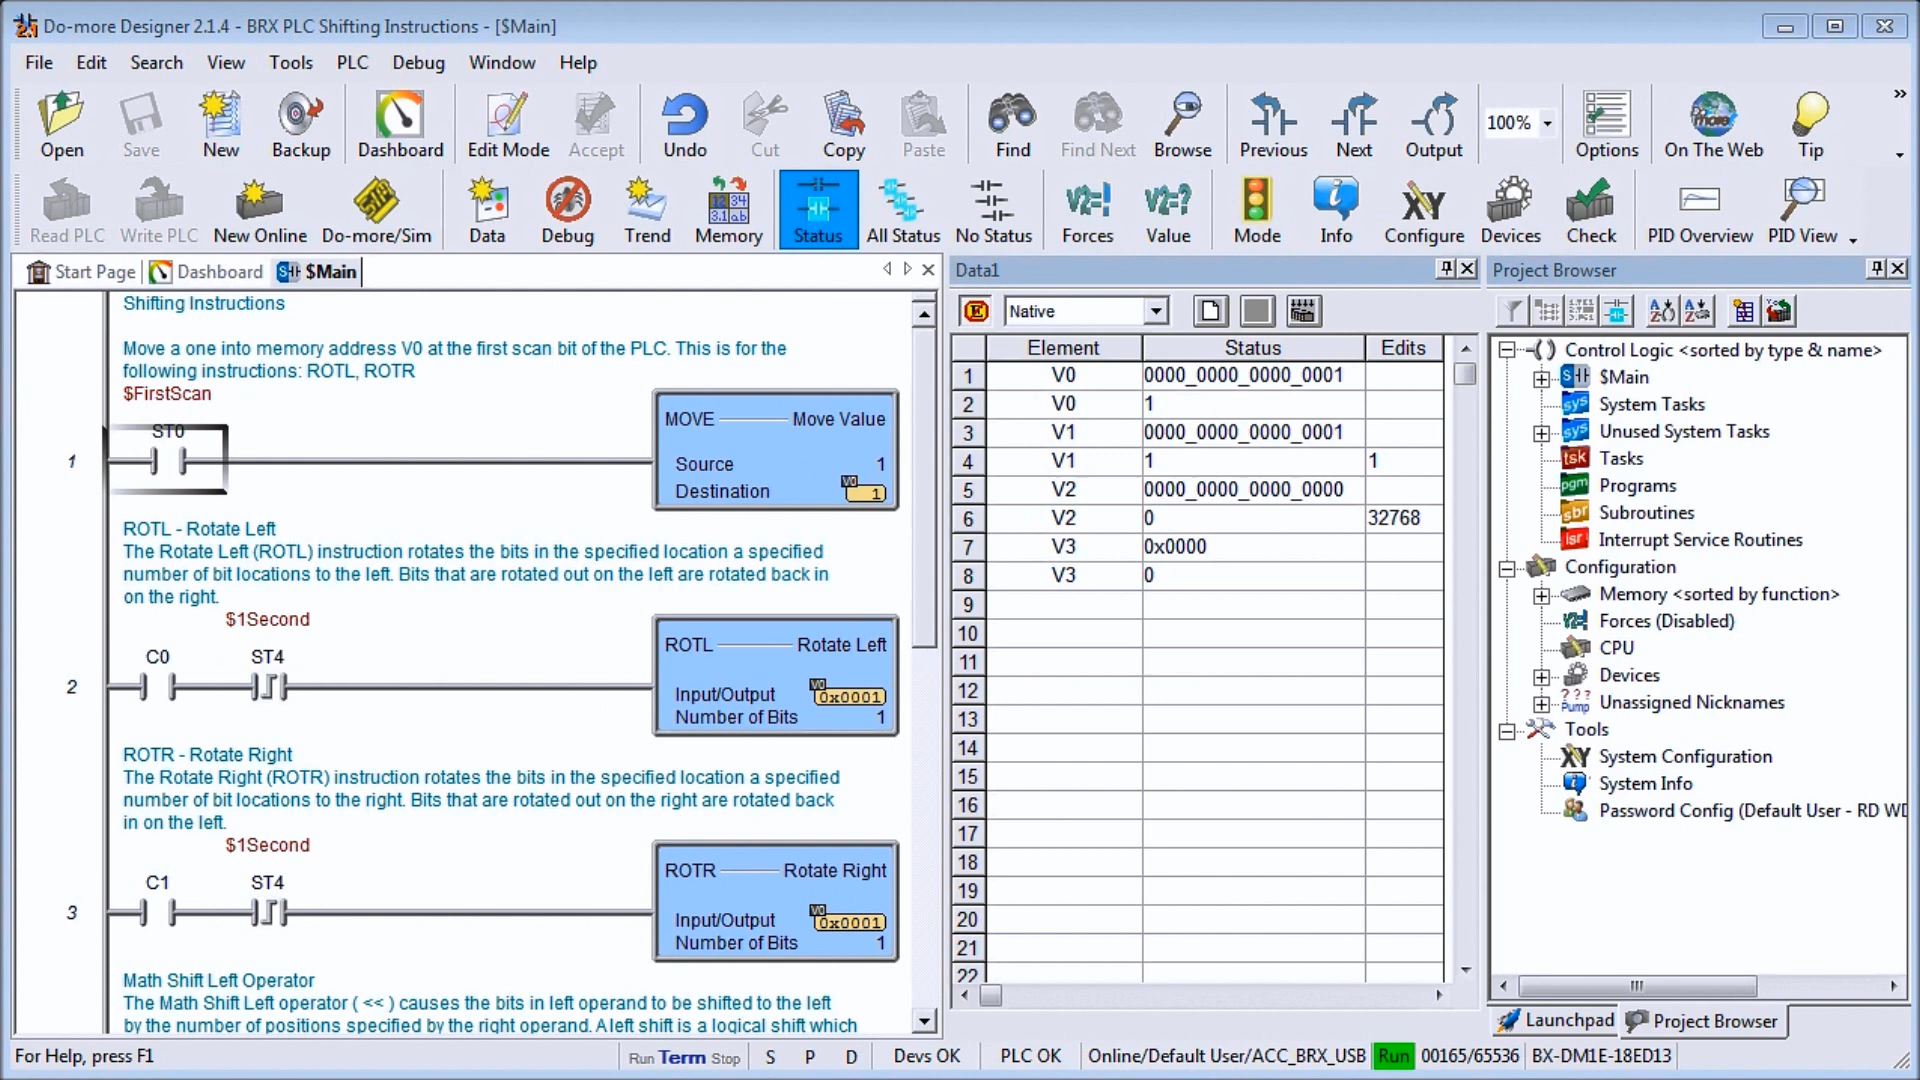 Do-more Designer 2.1.4 - BRX PLC Shifting Instructions - [$Main]
File Edit Search View Tools PLC Debug Window Help
Open Save New Backup Dashboard Edit Mode Accept Undo Cut Copy Paste Find Find Next Browse Previous Next Output 100% Options On The Web Tip
Read PLC Write PLC New Online Do-more/Sim Data Debug Trend Memory Status All Status No Status Forces Value Mode Info Configure Devices Check PID Overview PID View
Start Page Dashboard $Main
Shifting Instructions
Move a one into memory address V0 at the first scan bit of the PLC. This is for the
following instructions: ROTL, ROTR
$FirstScan
ST0
1
MOVE Move Value
Source 1
Destination V0 1
ROTL - Rotate Left
The Rotate Left (ROTL) instruction rotates the bits in the specified location a specified
number of bit locations to the left. Bits that are rotated out on the left are rotated back in
on the right.
$1Second
C0 ST4
2
ROTL Rotate Left
Input/Output V0 0x0001
Number of Bits 1
ROTR - Rotate Right
The Rotate Right (ROTR) instruction rotates the bits in the specified location a specified
number of bit locations to the right. Bits that are rotated out on the right are rotated back
in on the left.
$1Second
C1 ST4
3
ROTR Rotate Right
Input/Output V0 0x0001
Number of Bits 1
Math Shift Left Operator
The Math Shift Left operator ( << ) causes the bits in left operand to be shifted to the left
by the number of positions specified by the right operand. A left shift is a logical shift which
Data1
Native
Element Status Edits
1 V0 0000_0000_0000_0001
2 V0 1
3 V1 0000_0000_0000_0001
4 V1 1 1
5 V2 0000_0000_0000_0000
6 V2 0 32768
7 V3 0x0000
8 V3 0
9
10
11
12
13
14
15
16
17
18
19
20
21
22
Project Browser
Control Logic <sorted by type & name>
$Main
System Tasks
Unused System Tasks
Tasks
Programs
Subroutines
Interrupt Service Routines
Configuration
Memory <sorted by function>
Forces (Disabled)
CPU
Devices
Unassigned Nicknames
Tools
System Configuration
System Info
Password Config (Default User - RD
Launchpad Project Browser
For Help, press F1
Run Term Stop S P D Devs OK PLC OK Online/Default User/ACC_BRX_USB Run 00165/65536 BX-DM1E-18ED13